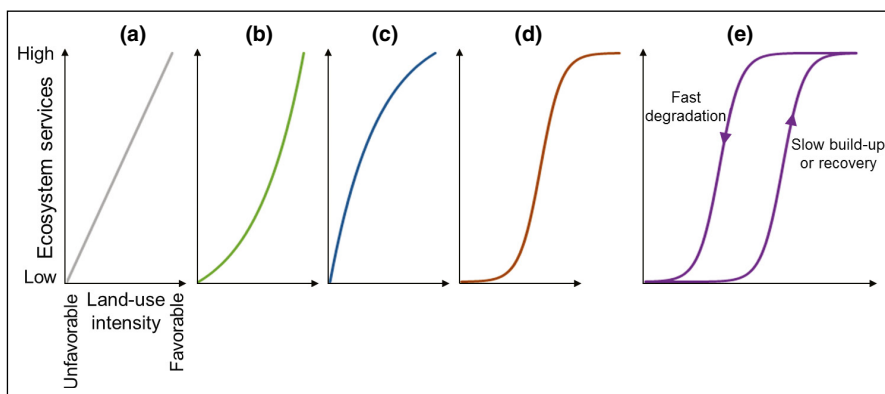 (a)
(b)
(c)
(d)
(e)
High
Ecosystem services
Low
Unfavorable
Land-use
intensity
Favorable
Fast
degradation
Slow build-up
or recovery